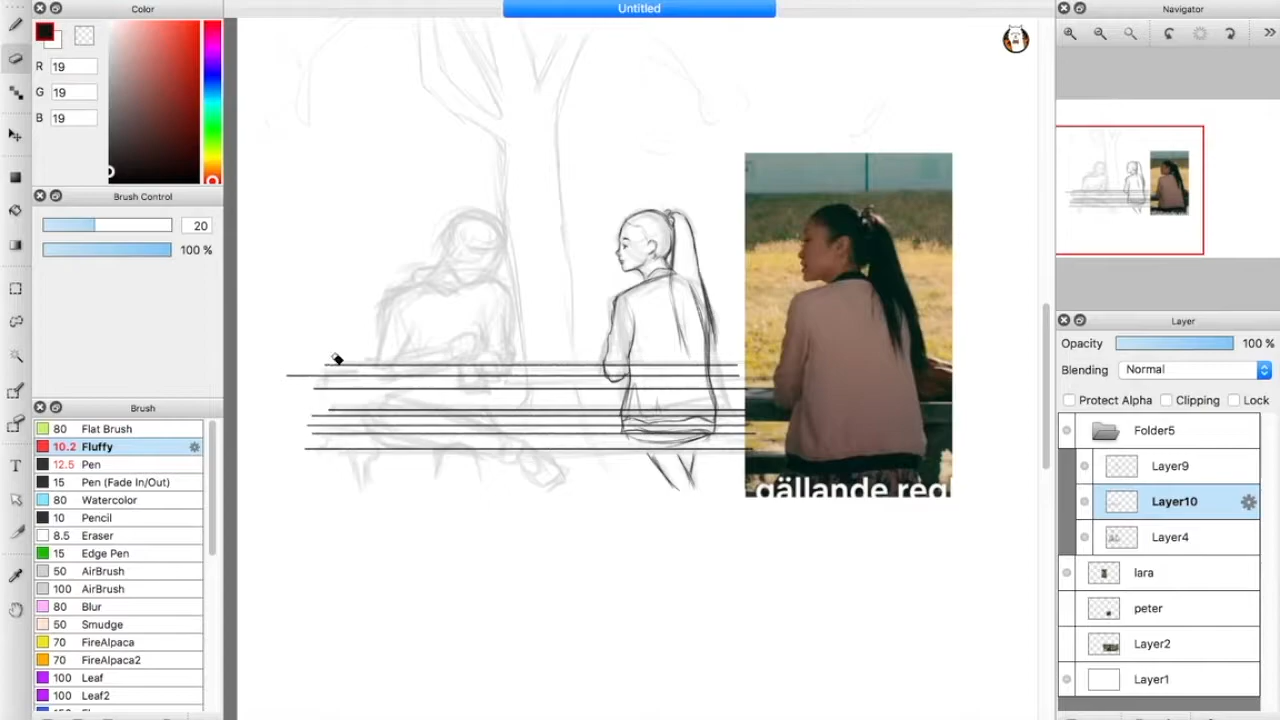 Color
Untitled
Navigator
R 19
G 19
B 19
Brush Control
20
100 %
Brush
80 Flat Brush
10.2 Fluffy
12.5 Pen
15 Pen (Fade In/Out)
80 Watercolor
10 Pencil
8.5 Eraser
15 Edge Pen
50 AirBrush
100 AirBrush
80 Blur
50 Smudge
70 FireAlpaca
70 FireAlpaca2
100 Leaf
100 Leaf2
gällande reg
Layer
Opacity 100 %
Blending Normal
Protect Alpha Clipping Lock
Folder5
Layer9
Layer10
Layer4
lara
peter
Layer2
Layer1